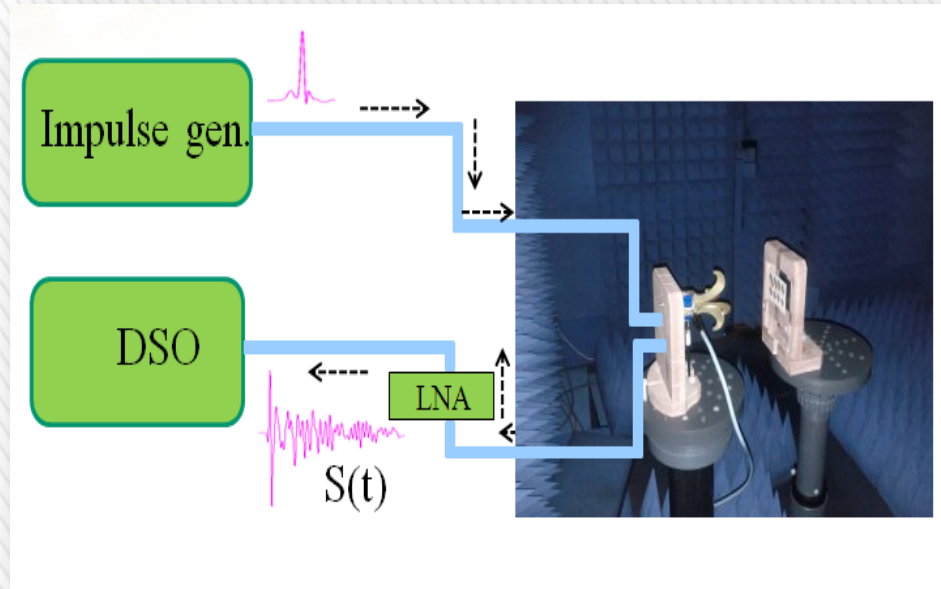 Impulse gen.
DSO
LNA
S(t)